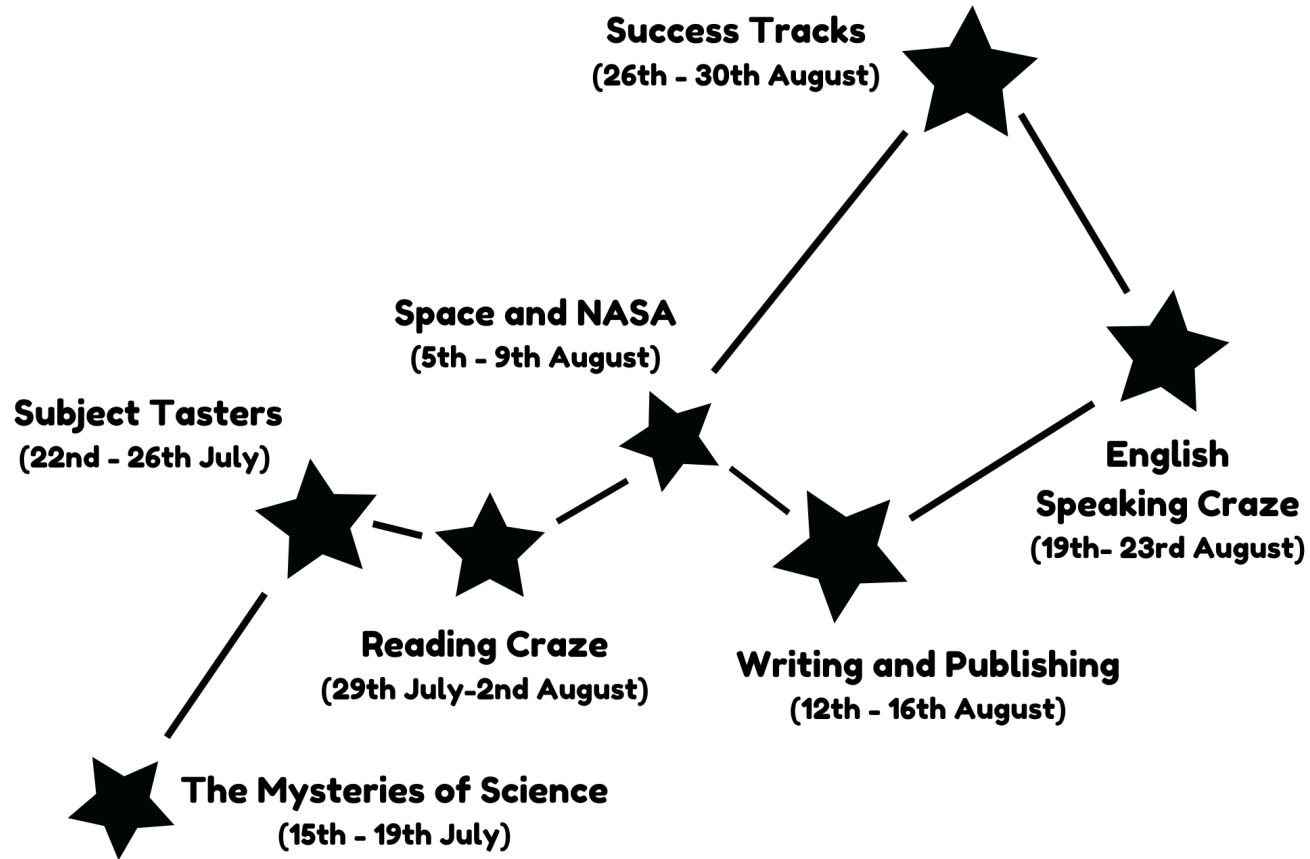 Success Tracks
(26th - 30th August)
Space and NASA
(5th - 9th August)
Subject Tasters
(22nd - 26th July)
English
Speaking Craze
(19th- 23rd August)
Reading Craze
(29th July-2nd August)
Writing and Publishing
(12th - 16th August)
The Mysteries of Science
(15th - 19th July)